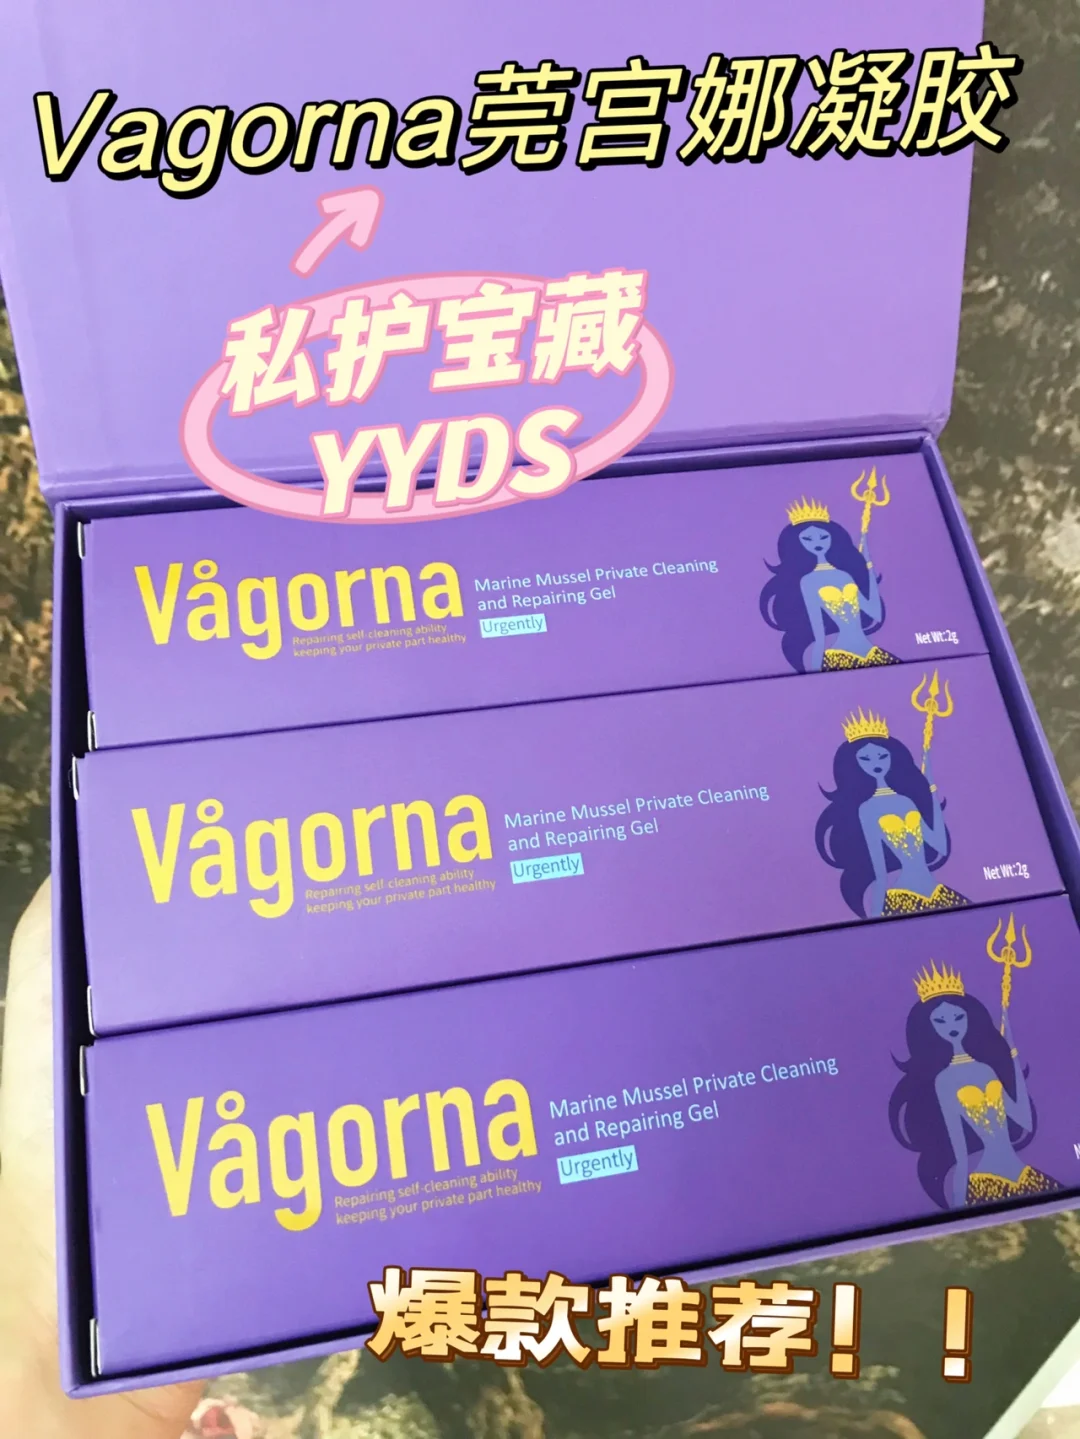 Vagorna莞宫娜凝胶
私护宝藏
YYDS
Vågorna
Repairing self-cleaning ability
keeping your private part healthy
Marine Mussel Private Cleaning
and Repairing Gel
Urgently
Net Wt:2g
Vågorna
Repairing self-cleaning ability
keeping your private part healthy
Marine Mussel Private Cleaning
and Repairing Gel
Urgently
Net Wt:2g
Vågorna
Repairing self-cleaning ability
keeping your private part healthy
Marine Mussel Private Cleaning
and Repairing Gel
Urgently
爆款推荐！！